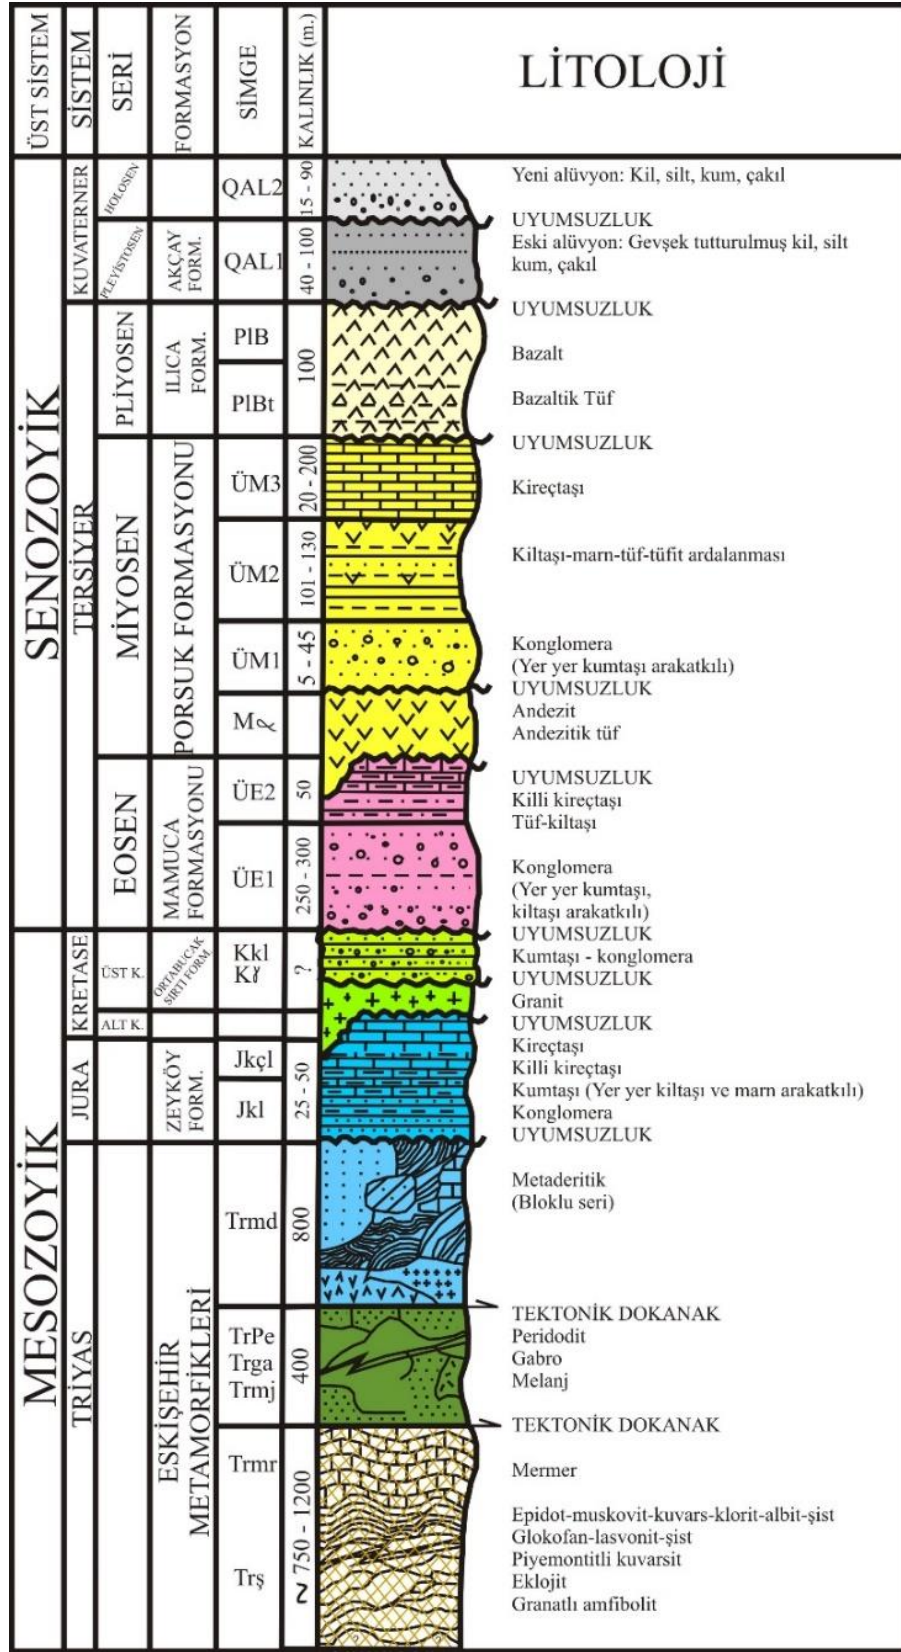 ÜST SİSTEM
SİSTEM
SERİ
FORMASYON
SİMGE
KALINLIK (m.)
LİTOLOJİ
SENOZOYİK
KUVATERNER
HOLOSEN
QAL2
15 - 90
Yeni alüvyon: Kil, silt, kum, çakıl
UYUMSUZLUK
PLEYİSTOSEN
AKÇAY
FORM.
QAL1
40 - 100
Eski alüvyon: Gevşek tutturulmuş kil, silt
kum, çakıl
UYUMSUZLUK
TERSİYER
PLİYOSEN
ILICA
FORM.
PlB
PlBt
100
Bazalt
Bazaltik Tüf
UYUMSUZLUK
MİYOSEN
PORSUK FORMASYONU
ÜM3
20 - 200
Kireçtaşı
ÜM2
101 - 130
Kiltaşı-marn-tüf-tüfit ardalanması
ÜM1
5 - 45
Konglomera
(Yer yer kumtaşı arakatkılı)
UYUMSUZLUK
Mα
Andezit
Andezitik tüf
UYUMSUZLUK
EOSEN
MAMUCA
FORMASYONU
ÜE2
50
Killi kireçtaşı
Tüf-kiltaşı
ÜE1
250 - 300
Konglomera
(Yer yer kumtaşı,
kiltaşı arakatkılı)
UYUMSUZLUK
MESOZOYİK
KRETASE
ÜST K.
ORTABUCAK
SIRTI FORM.
Kkl
Kɣ
?
Kumtaşı - konglomera
UYUMSUZLUK
Granit
UYUMSUZLUK
ALT K.
JURA
ZEYKÖY
FORM.
Jkçl
Jkl
25 - 50
Kireçtaşı
Killi kireçtaşı
Kumtaşı (Yer yer kiltaşı ve marn arakatkılı)
Konglomera
UYUMSUZLUK
TRİYAS
ESKİŞEHİR
METAMORFİKLERİ
Trmd
800
Metaderitik
(Bloklu seri)
TEKTONİK DOKANAK
TrPe
Trga
Trmj
400
Peridodit
Gabro
Melanj
TEKTONİK DOKANAK
Trmr
Trş
~ 750 - 1200
Mermer
Epidot-muskovit-kuvars-klorit-albit-şist
Glokofan-lasvonit-şist
Piyemontitli kuvarsit
Eklojit
Granatlı amfibolit